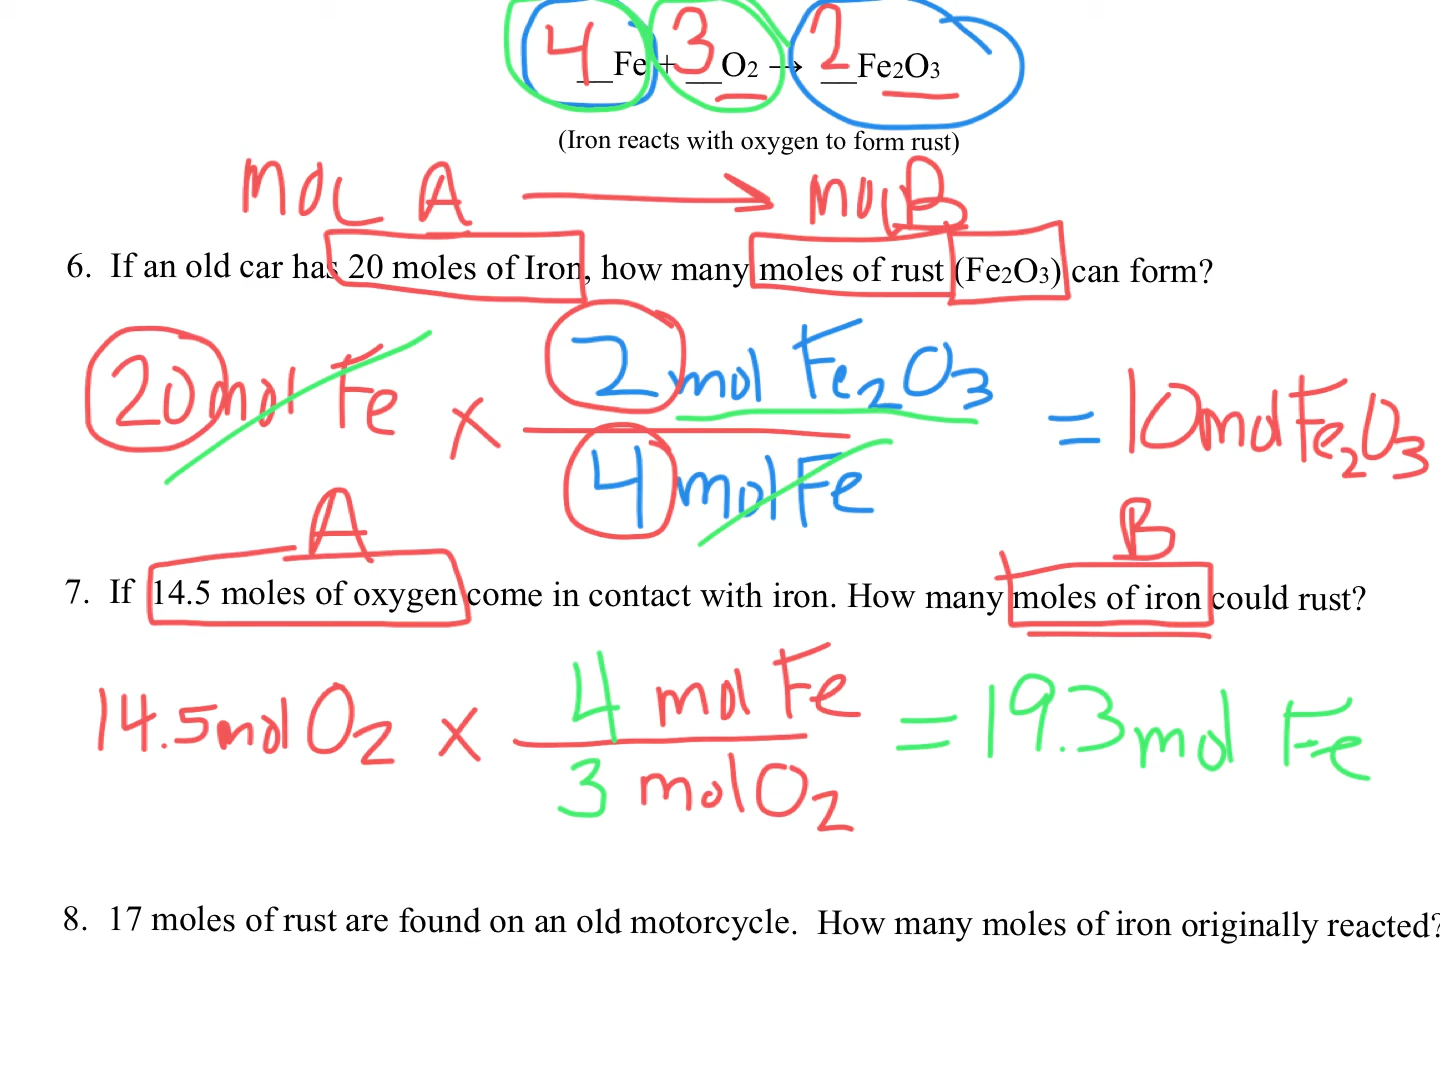 4 Fe + 3 O2 → 2 Fe2O3
(Iron reacts with oxygen to form rust)
mol A → mol B
6. If an old car has 20 moles of Iron, how many moles of rust (Fe2O3) can form?
20 mol Fe x 2 mol Fe2O3 = 10 mol Fe2O3
4 mol Fe
A B
7. If 14.5 moles of oxygen come in contact with iron. How many moles of iron could rust?
14.5 mol O2 x 4 mol Fe = 19.3 mol Fe
3 mol O2
8. 17 moles of rust are found on an old motorcycle. How many moles of iron originally reacted?